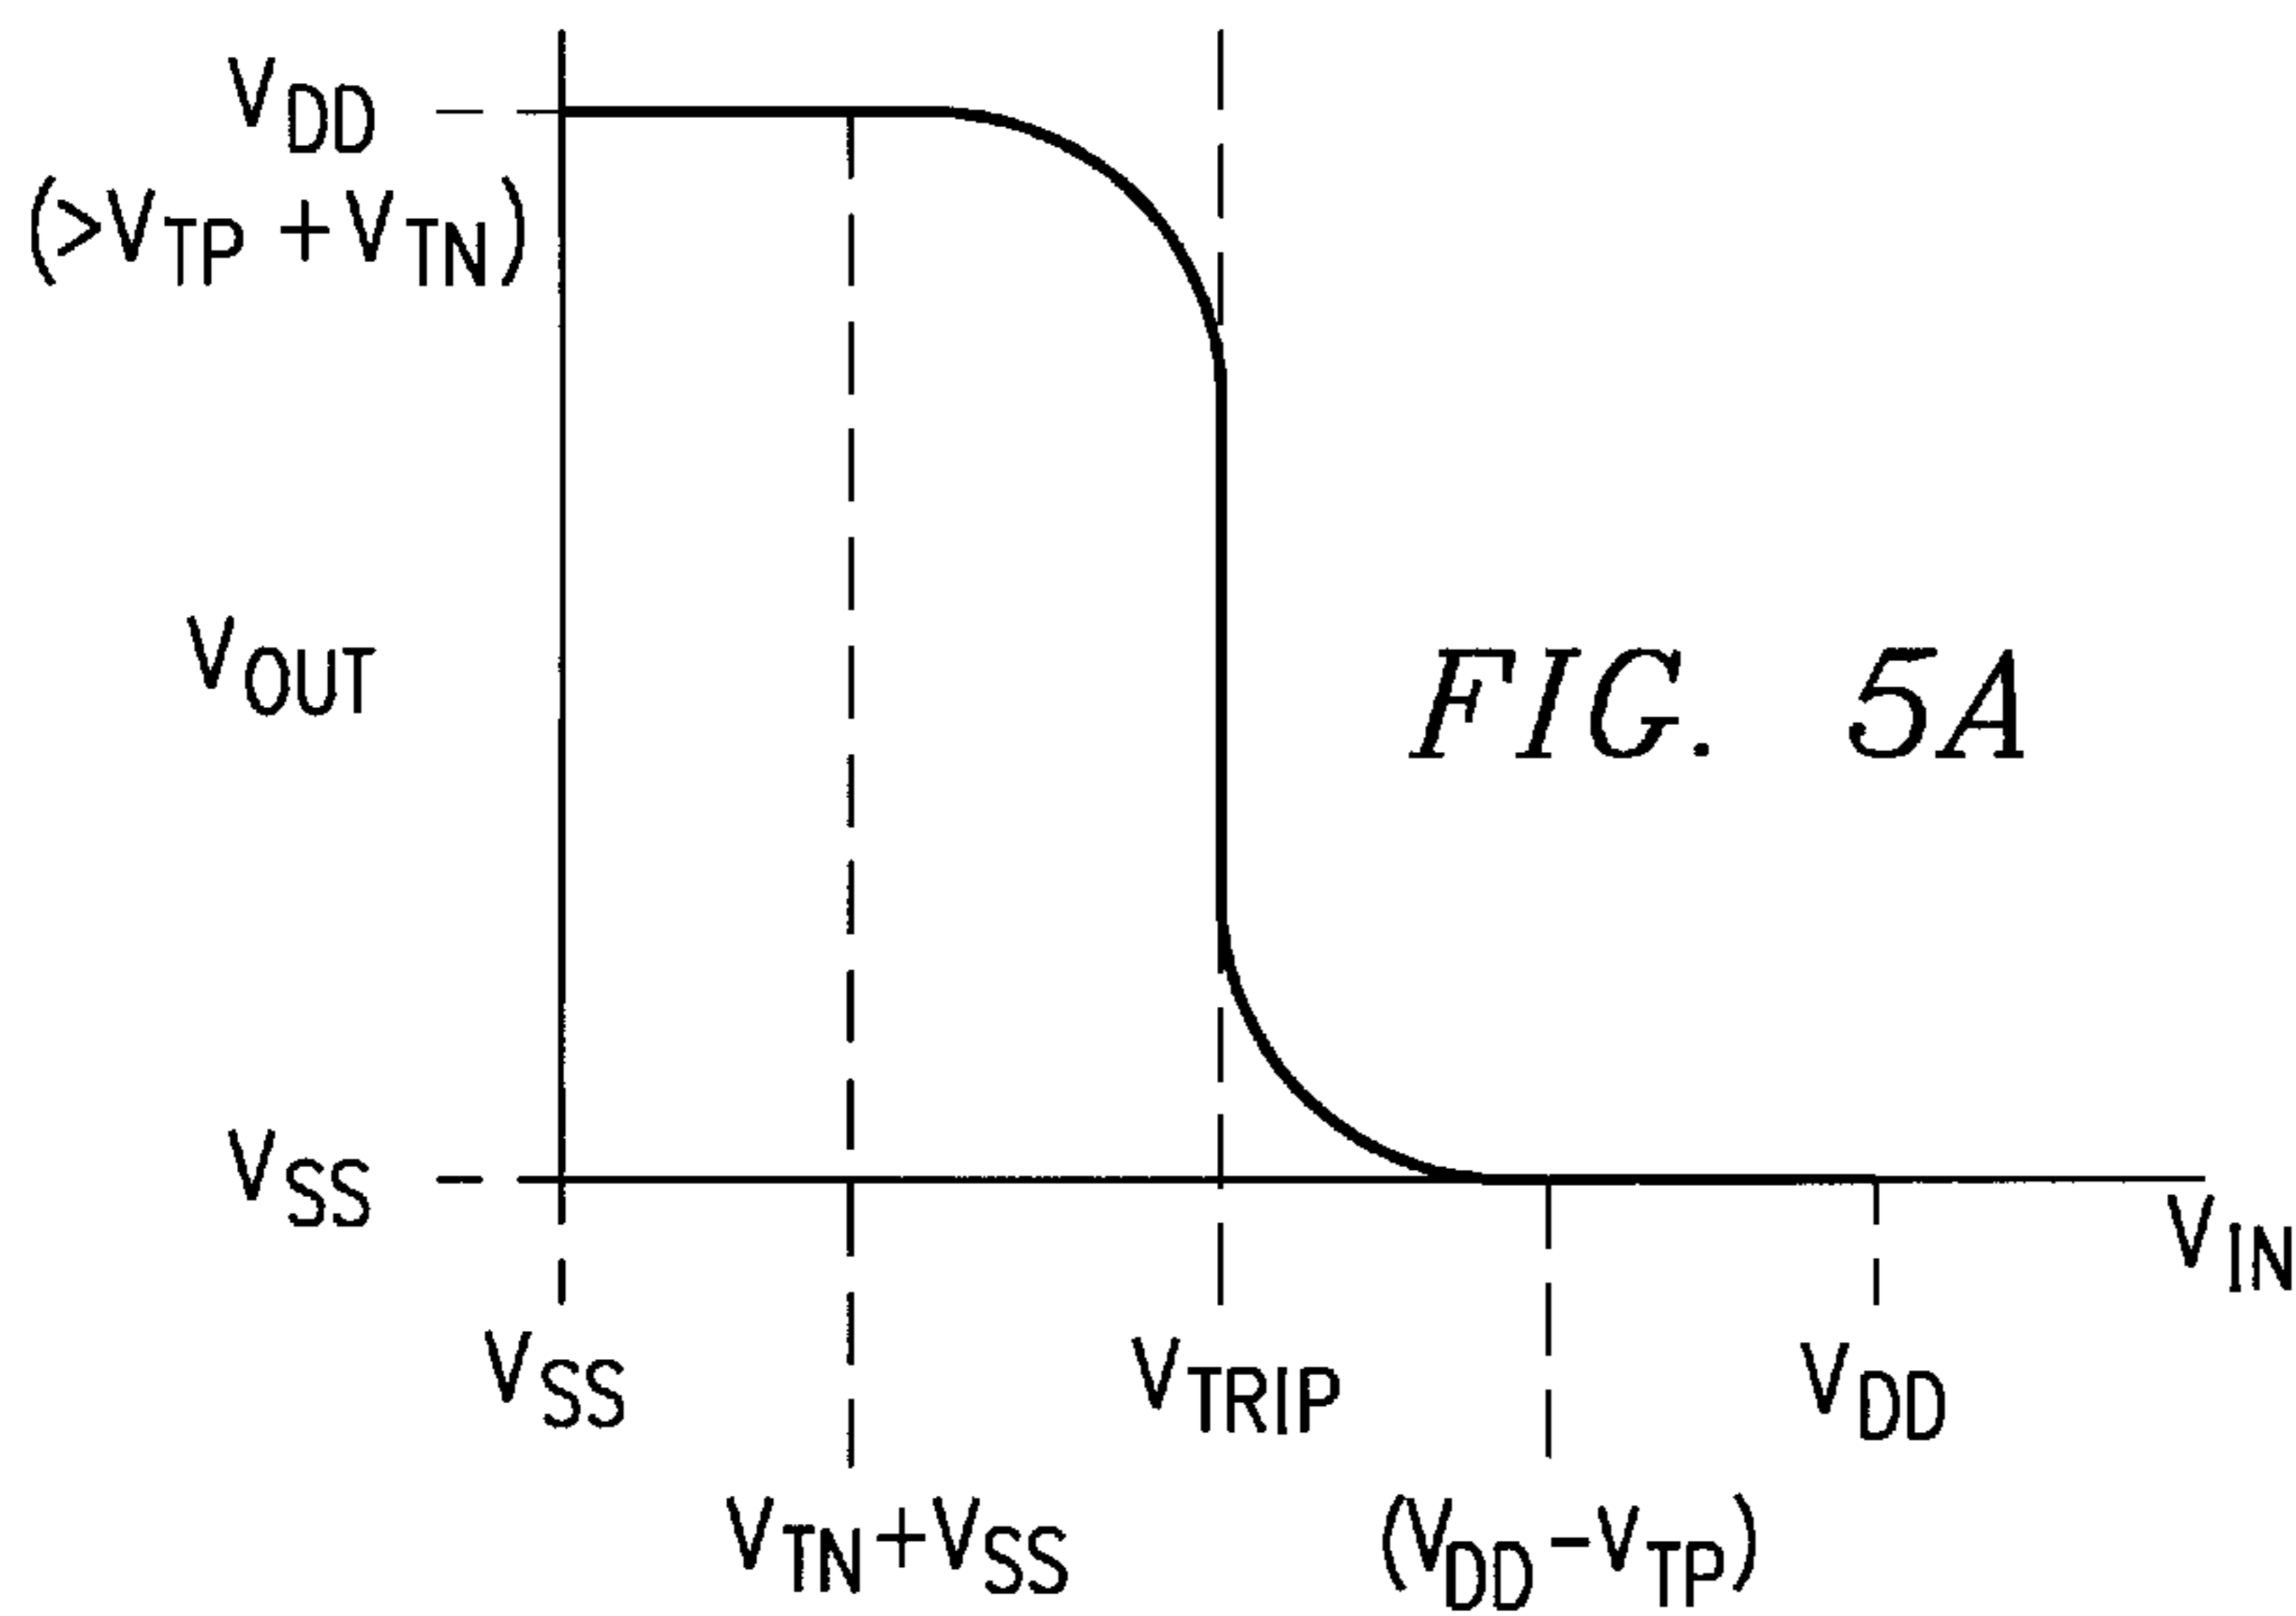 VDD
(>VTP+VTN)
VOUT
FIG. 5A
VSS
VIN
VSS
VTRIP
VDD
VTN+VSS
(VDD-VTP)